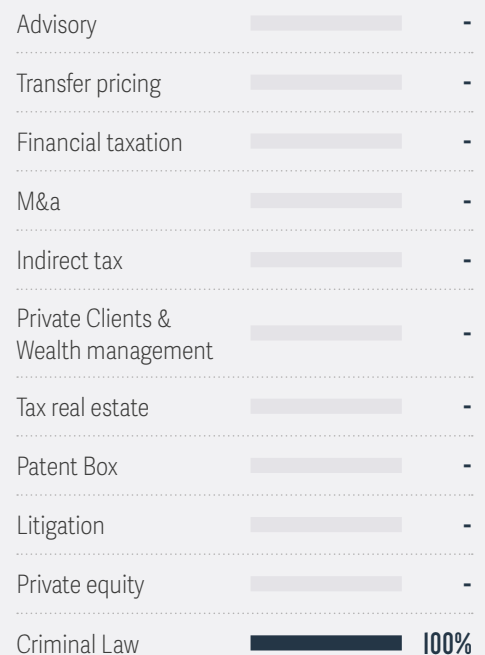 Advisory -
Transfer pricing -
Financial taxation -
M&a -
Indirect tax -
Private Clients &
Wealth management -
Tax real estate -
Patent Box -
Litigation -
Private equity -
Criminal Law 100%